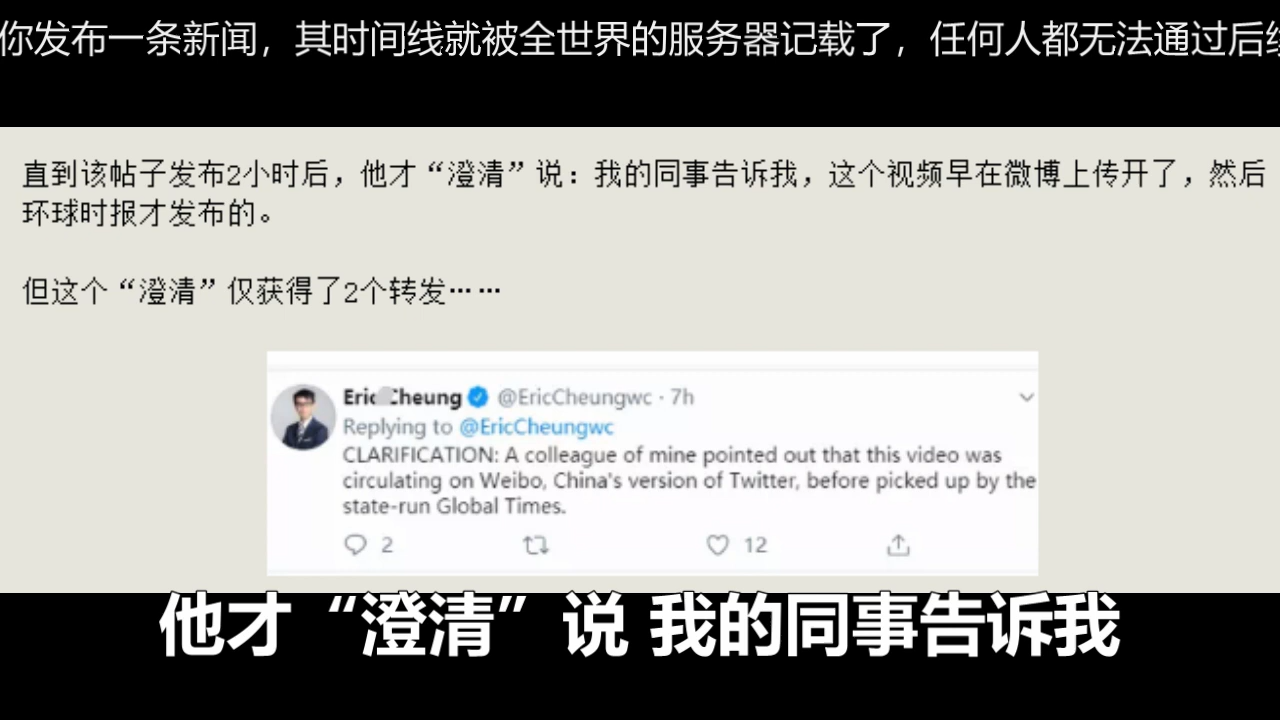 你发布一条新闻，其时间线就被全世界的服务器记载了，任何人都无法通过后
直到该帖子发布2小时后，他才“澄清”说：我的同事告诉我，这个视频早在微博上传开了，然后
环球时报才发布的。
但这个“澄清”仅获得了2个转发……
Eric Cheung @EricCheungwc · 7h
Replying to @EricCheungwc
CLARIFICATION: A colleague of mine pointed out that this video was
circulating on Weibo, China's version of Twitter, before picked up by the
state-run Global Times.
2 12
他才“澄清”说 我的同事告诉我